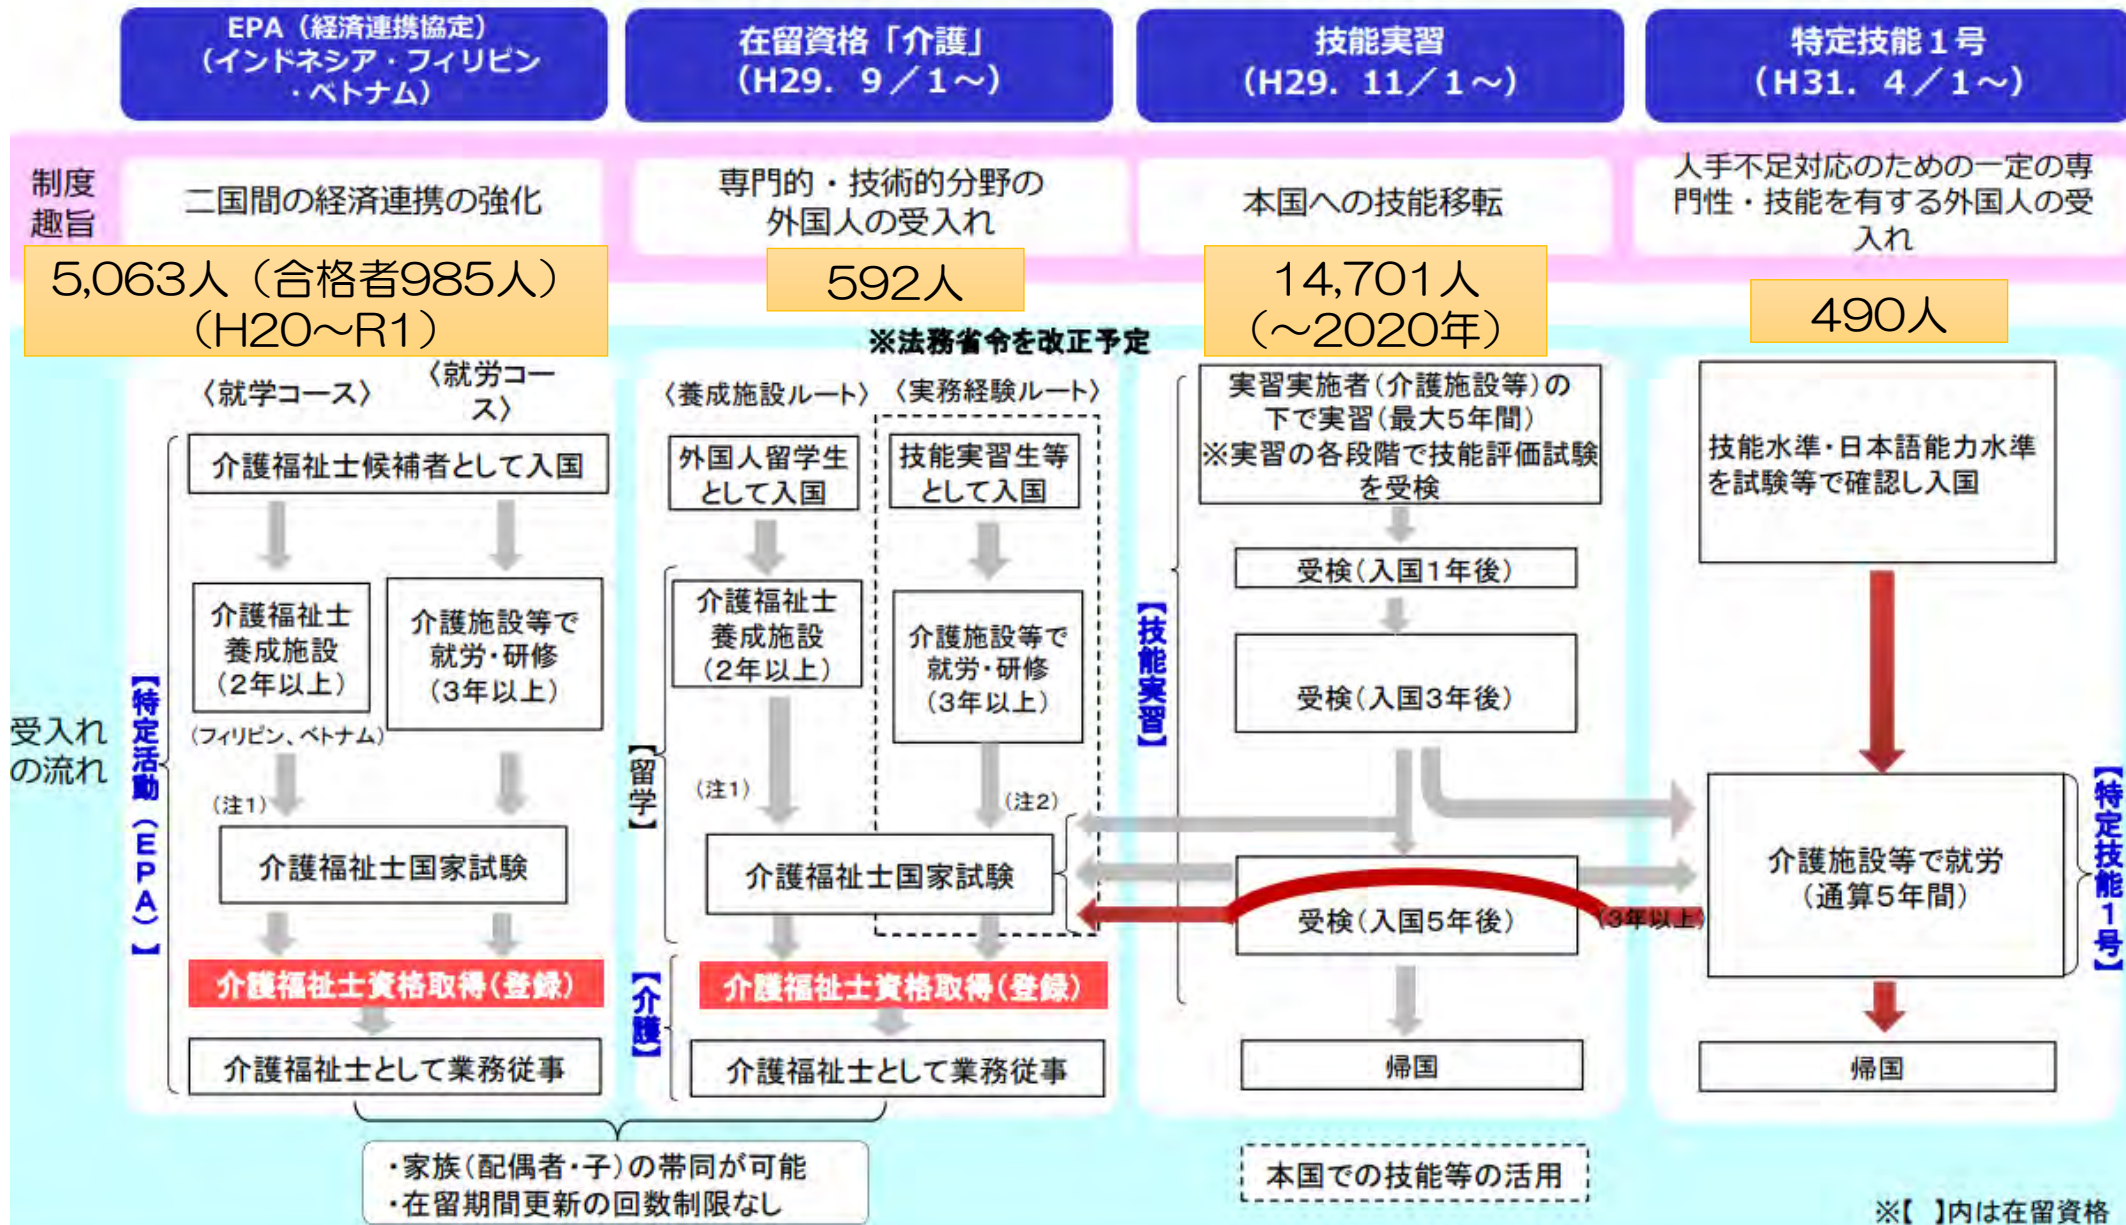 EPA（経済連携協定）
（インドネシア・フィリピン
・ベトナム）
在留資格「介護」
（H29．９／１～）
技能実習
（H29．11／１～）
特定技能１号
（H31．４／１～）
制度
趣旨
二国間の経済連携の強化
専門的・技術的分野の
外国人の受入れ
本国への技能移転
人手不足対応のための一定の専
門性・技能を有する外国人の受
入れ
5,063人（合格者985人）
（H20～R1）
592人
14,701人
（～2020年）
490人
※法務省令を改正予定
受入れ
の流れ
〈就学コース〉
〈就労コー
ス〉
介護福祉士候補者として入国
介護福祉士
養成施設
（2年以上）
（フィリピン、ベトナム）
介護施設等で
就労・研修
（3年以上）
（注1）
介護福祉士国家試験
介護福祉士資格取得（登録）
介護福祉士として業務従事
【特定活動（EPA）】
〈養成施設ルート〉
〈実務経験ルート〉
外国人留学生
として入国
技能実習生等
として入国
介護福祉士
養成施設
（2年以上）
介護施設等で
就労・研修
（3年以上）
（注1）
（注2）
【留学】
介護福祉士国家試験
介護福祉士資格取得（登録）
【介護】
介護福祉士として業務従事
・家族（配偶者・子）の帯同が可能
・在留期間更新の回数制限なし
実習実施者（介護施設等）の
下で実習（最大5年間）
※実習の各段階で技能評価試験
を受検
受検（入国1年後）
受検（入国3年後）
【技能実習】
受検（入国5年後）
帰国
本国での技能等の活用
技能水準・日本語能力水準
を試験等で確認し入国
介護施設等で就労
（通算5年間）
（3年以上）
【特定技能1号】
帰国
※【　】内は在留資格